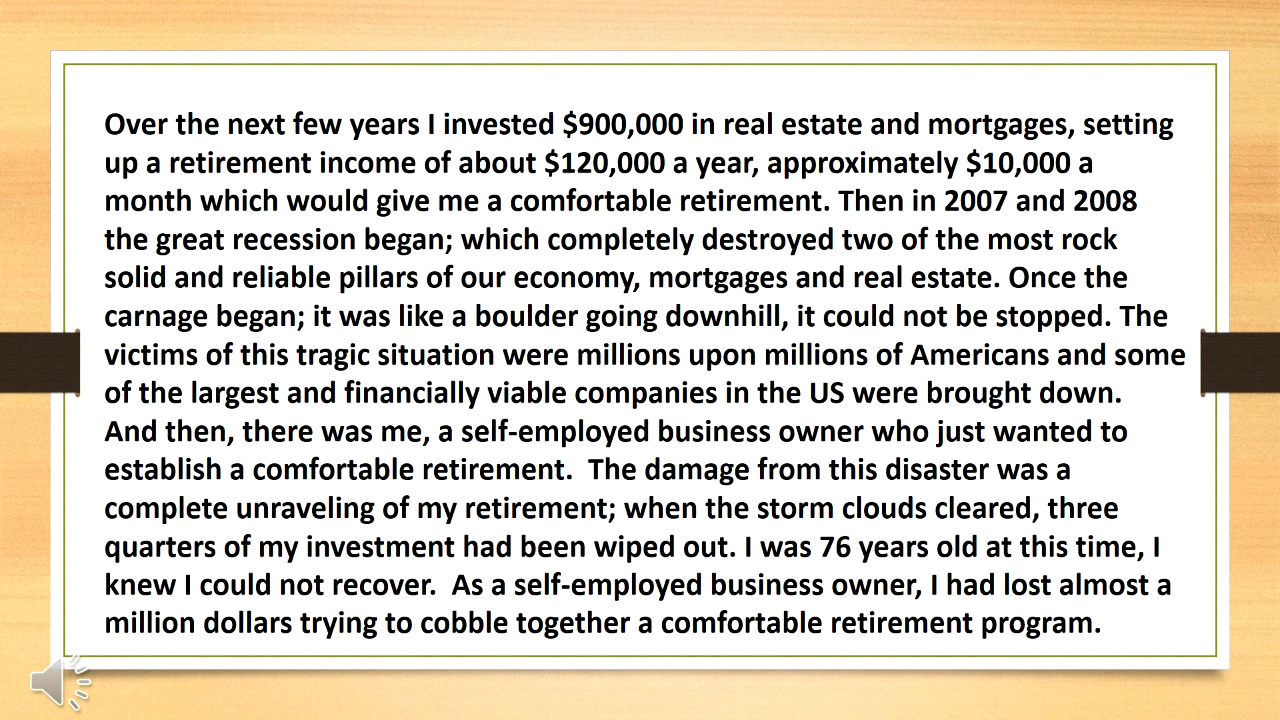 Over the next few years I invested $900,000 in real estate and mortgages, setting
up a retirement income of about $120,000 a year, approximately $10,000 a
month which would give me a comfortable retirement. Then in 2007 and 2008
the great recession began; which completely destroyed two of the most rock
solid and reliable pillars of our economy, mortgages and real estate. Once the
carnage began; it was like a boulder going downhill, it could not be stopped. The
victims of this tragic situation were millions upon millions of Americans and some
of the largest and financially viable companies in the US were brought down.
And then, there was me, a self-employed business owner who just wanted to
establish a comfortable retirement.  The damage from this disaster was a
complete unraveling of my retirement; when the storm clouds cleared, three
quarters of my investment had been wiped out. I was 76 years old at this time, I
knew I could not recover.  As a self-employed business owner, I had lost almost a
million dollars trying to cobble together a comfortable retirement program.